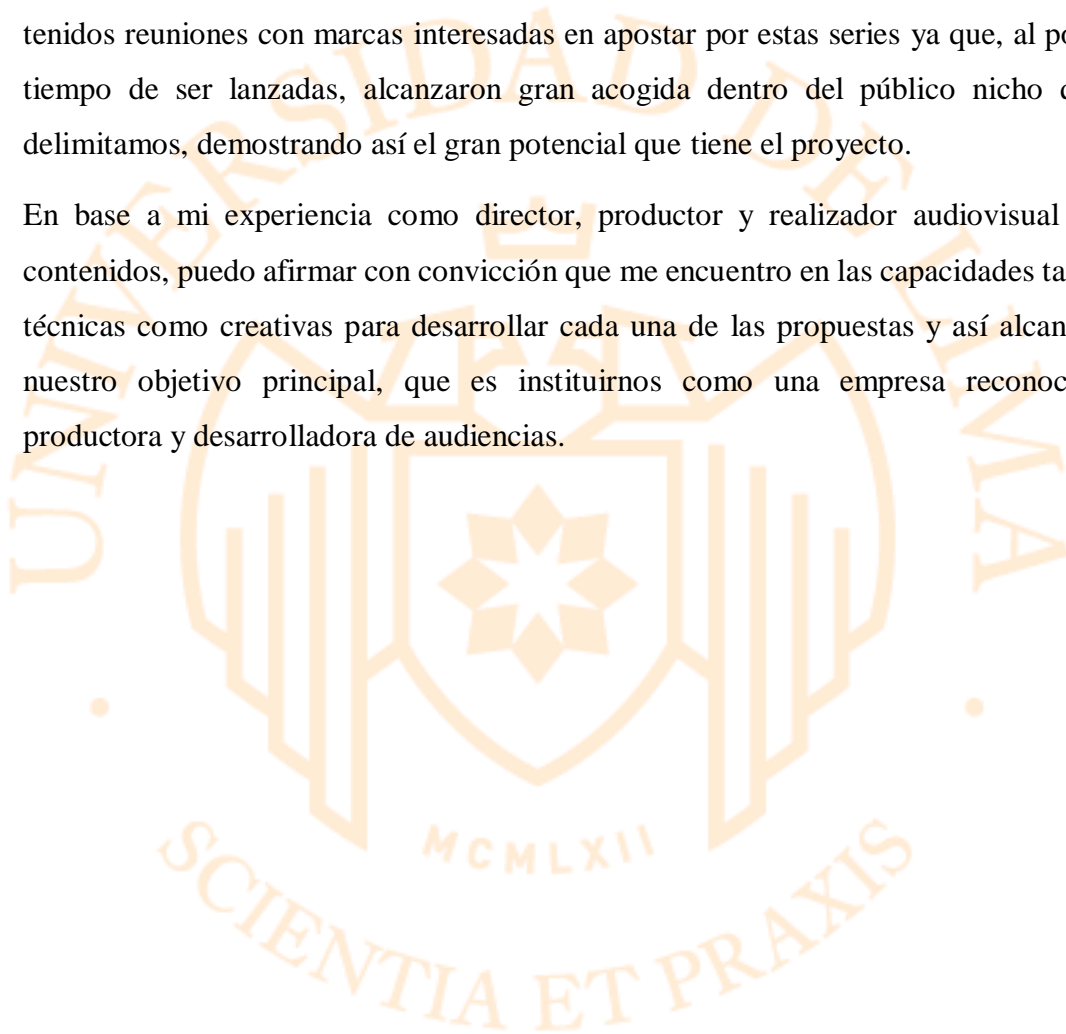 tenidos reuniones con marcas interesadas en apostar por estas series ya que, al po
tiempo de ser lanzadas, alcanzaron gran acogida dentro del público nicho
delimitamos, demostrando así el gran potencial que tiene el proyecto.
En base a mi experiencia como director, productor y realizador audiovisual
contenidos, puedo afirmar con convicción que me encuentro en las capacidades ta
técnicas como creativas para desarrollar cada una de las propuestas y así alcan
nuestro objetivo principal, que es instituirnos como una empresa reconoc
productora y desarrolladora de audiencias.
UNIVERSIDAD DE LIMA
MCMLXII
SCIENTIA ET PRAXIS